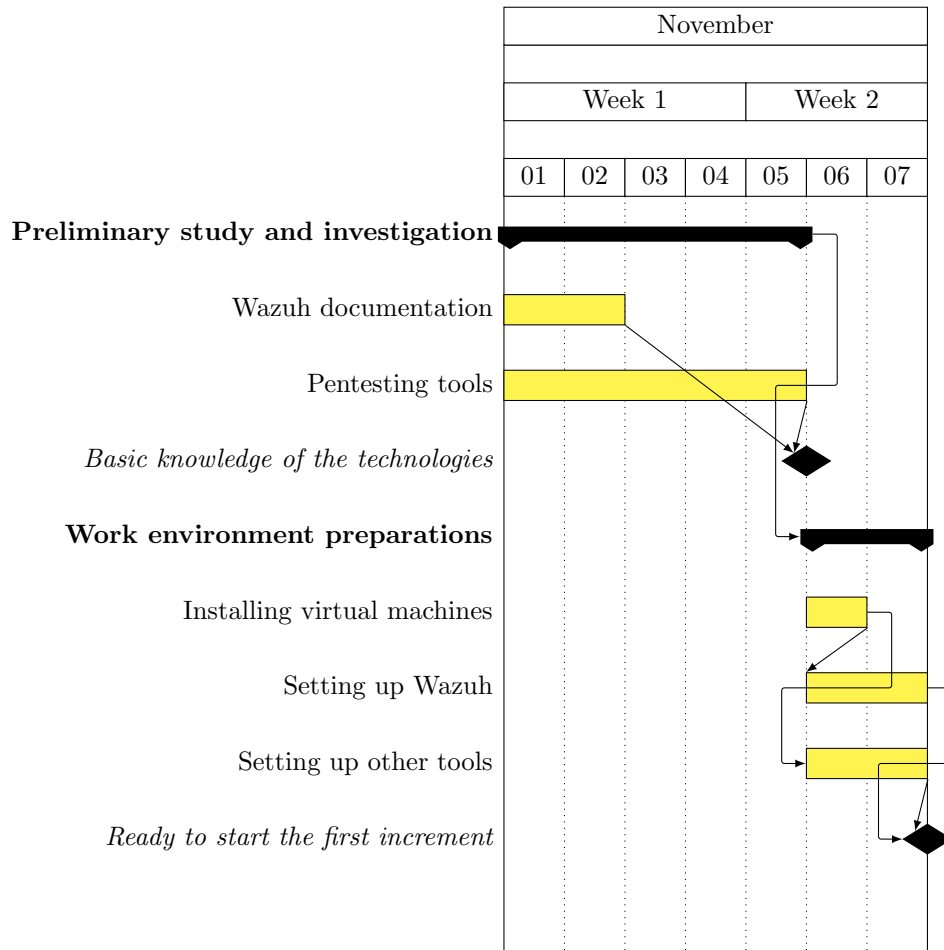 November
Week 1 Week 2
01 02 03 04 05 06 07
Preliminary study and investigation
Wazuh documentation
Pentesting tools
Basic knowledge of the technologies
Work environment preparations
Installing virtual machines
Setting up Wazuh
Setting up other tools
Ready to start the first increment